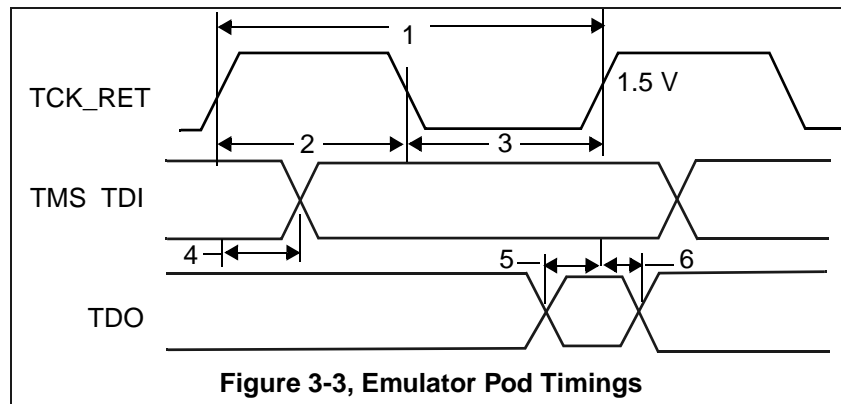 1
TCK_RET
1.5 V
2
3
TMS TDI
4
5
6
TDO
Figure 3-3, Emulator Pod Timings